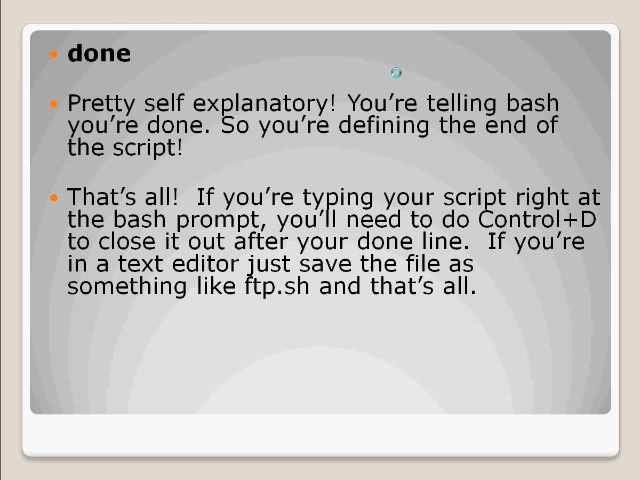 done
Pretty self explanatory! You're telling bash
you're done. So you're defining the end of
the script!
That's all!  If you're typing your script right at
the bash prompt, you'll need to do Control+D
to close it out after your done line.  If you're
in a text editor just save the file as
something like ftp.sh and that's all.